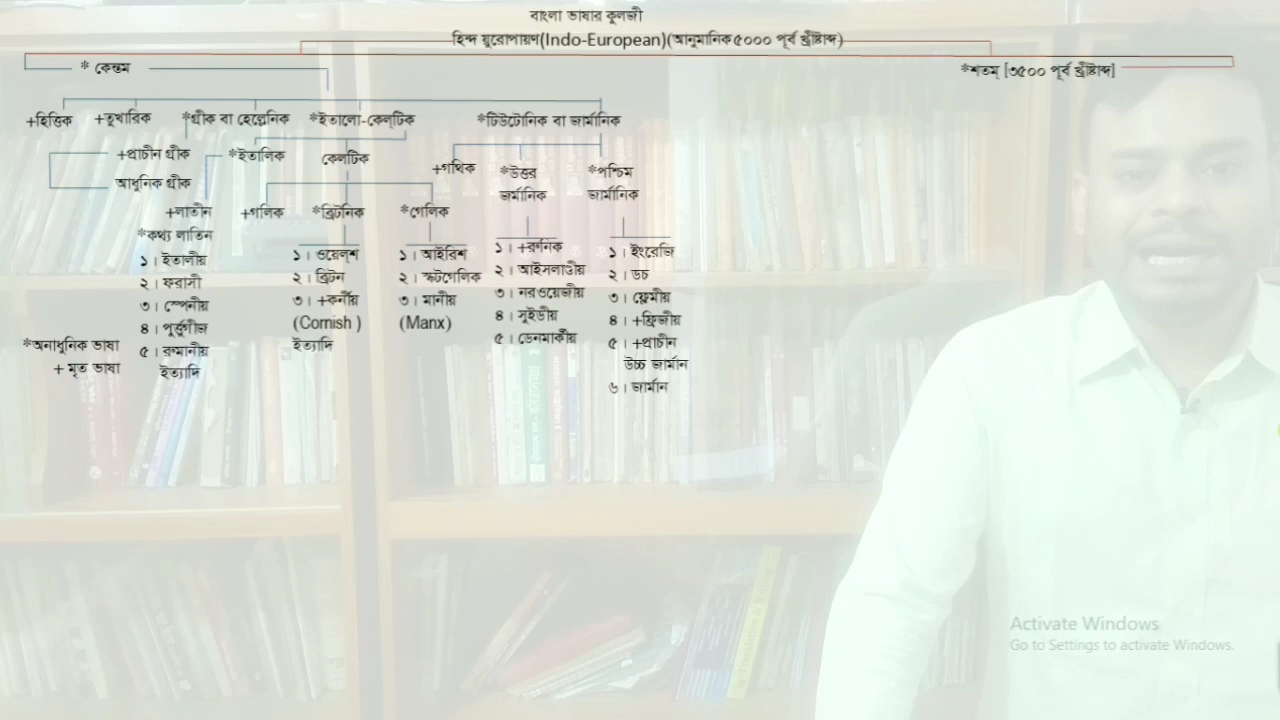 বাংলা ভাষার কুলজী
হিন্দ য়ুরোপায়ণ(Indo-European)(আনুমানিক ৫০০০ পূর্ব খ্রীষ্টাব্দ)
* কেন্তম
*শতম্ [৩৫০০ পূর্ব খ্রীষ্টাব্দ]
+হিত্তিক
+তুখারিক
*গ্রীক বা হেল্লেনিক
*ইতালো-কেল্টিক
*টিউটোনিক বা জার্মানিক
+প্রাচীন গ্রীক
আধুনিক গ্রীক
*ইতালিক
কেলটিক
+গথিক
*উত্তর
জর্মানিক
*পশ্চিম
জার্মানিক
+লাতীন
*কথ্য লাতিন
১। ইতালীয়
২। ফরাসী
৩। স্পেনীয়
৪। পুর্ত্তুগীজ
৫। রুমানীয়
ইত্যাদি
+গলিক
*ব্রিটনিক
*গেলিক
১। ওয়েল্শ
২। ব্রিটন
৩। +কর্নীয়
(Cornish )
ইত্যাদি
১। আইরিশ
২। স্কটগেলিক
৩। মানীয়
(Manx)
১। +রুনিক
২। আইসলাণ্ডীয়
৩। নরওয়েজীয়
৪। সুইডীয়
৫। ডেনমার্কীয়
১। ইংরেজি
২। ডচ
৩। ফ্লেমীয়
৪। +ফ্রিজীয়
৫। +প্রাচীন
উচ্চ জার্মান
৬। জার্মান
*অনাধুনিক ভাষা
+ মৃত ভাষা
Activate Windows
Go to Settings to activate Windows.